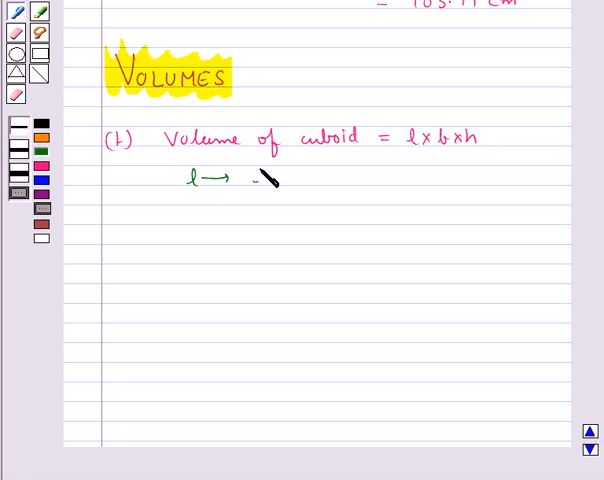 VOLUMES
(1) Volume of cuboid = l × b × h
l →